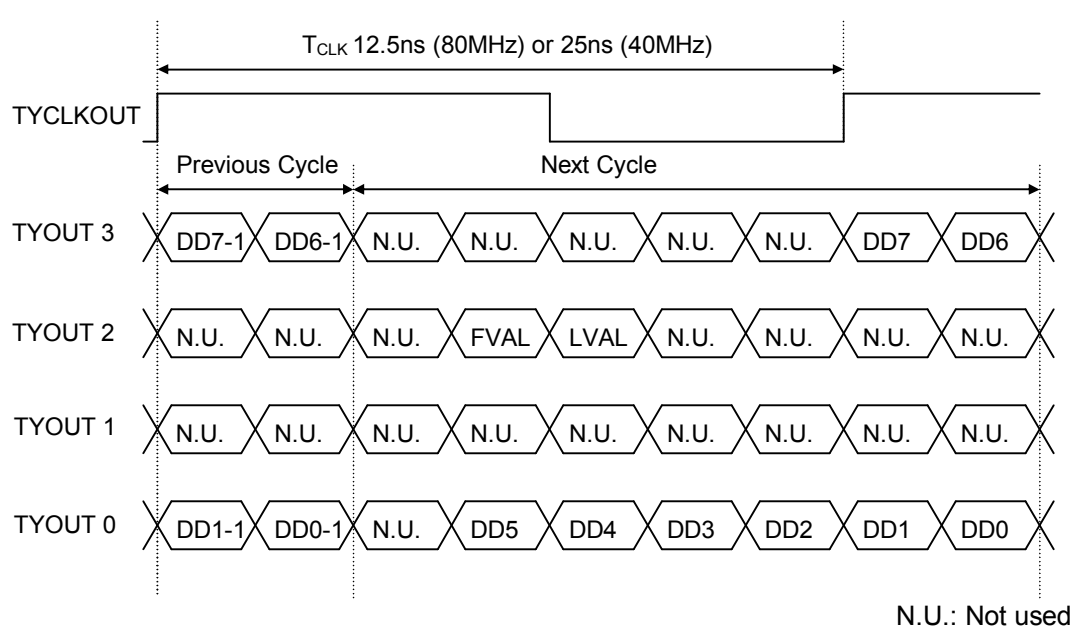 TCLK 12.5ns (80MHz) or 25ns (40MHz)
TYCLKOUT
Previous Cycle Next Cycle
TYOUT 3 DD7-1 DD6-1 N.U. N.U. N.U. N.U. N.U. DD7 DD6
TYOUT 2 N.U. N.U. N.U. FVAL LVAL N.U. N.U. N.U. N.U.
TYOUT 1 N.U. N.U. N.U. N.U. N.U. N.U. N.U. N.U. N.U.
TYOUT 0 DD1-1 DD0-1 N.U. DD5 DD4 DD3 DD2 DD1 DD0
N.U.: Not used